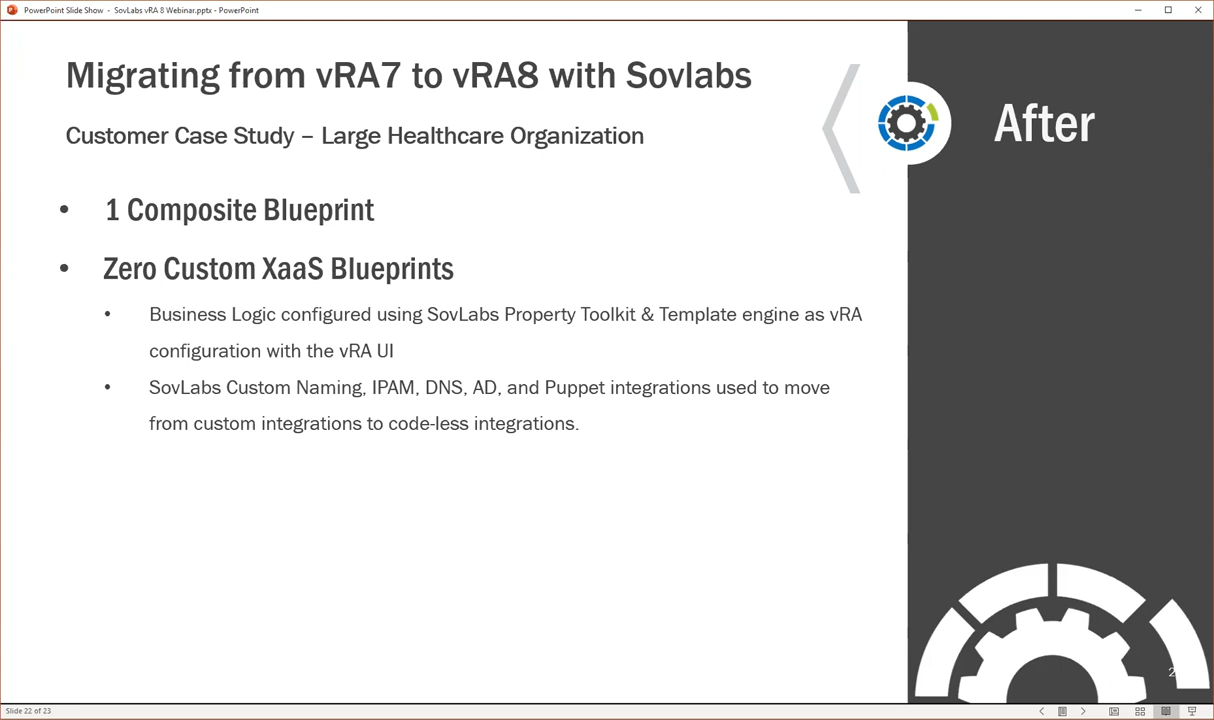 PowerPoint Slide Show - SovLabs vRA 8 Webinar.pptx - PowerPoint
Migrating from vRA7 to vRA8 with Sovlabs
After
Customer Case Study – Large Healthcare Organization
• 1 Composite Blueprint
• Zero Custom XaaS Blueprints
• Business Logic configured using SovLabs Property Toolkit & Template engine as vRA
configuration with the vRA UI
• SovLabs Custom Naming, IPAM, DNS, AD, and Puppet integrations used to move
from custom integrations to code-less integrations.
Slide 22 of 23